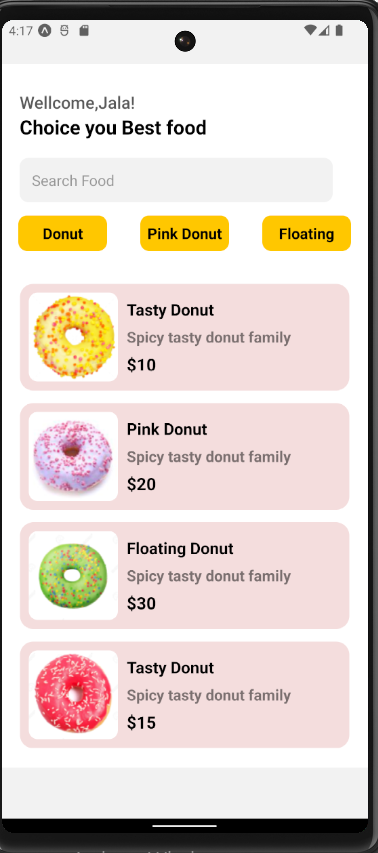 4:17
Wellcome,Jala!
Choice you Best food
Search Food
Donut Pink Donut Floating
Tasty Donut
Spicy tasty donut family
$10
Pink Donut
Spicy tasty donut family
$20
Floating Donut
Spicy tasty donut family
$30
Tasty Donut
Spicy tasty donut family
$15